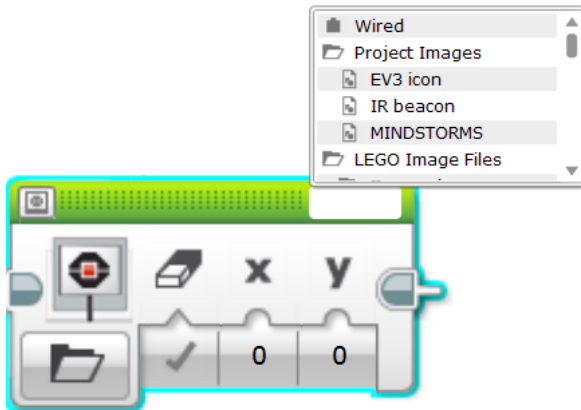 Wired
Project Images
EV3 icon
IR beacon
MINDSTORMS
LEGO Image Files
x y
0 0